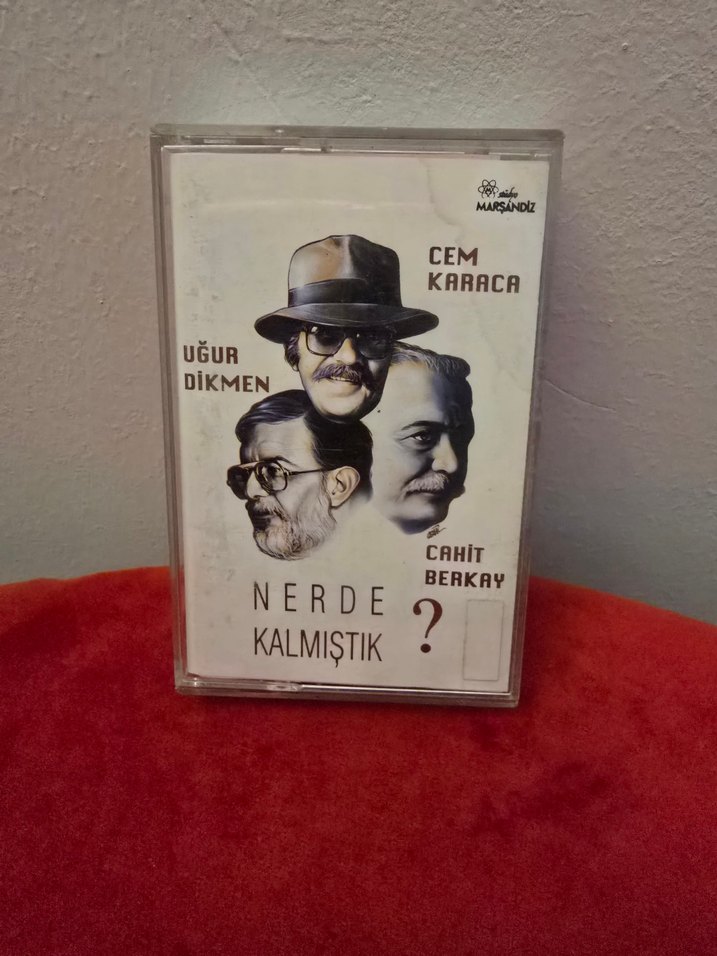 stüdyo
MARŞANDİZ
CEM
KARACA
UĞUR
DİKMEN
CAHİT
BERKAY
NERDE
KALMIŞTIK ?